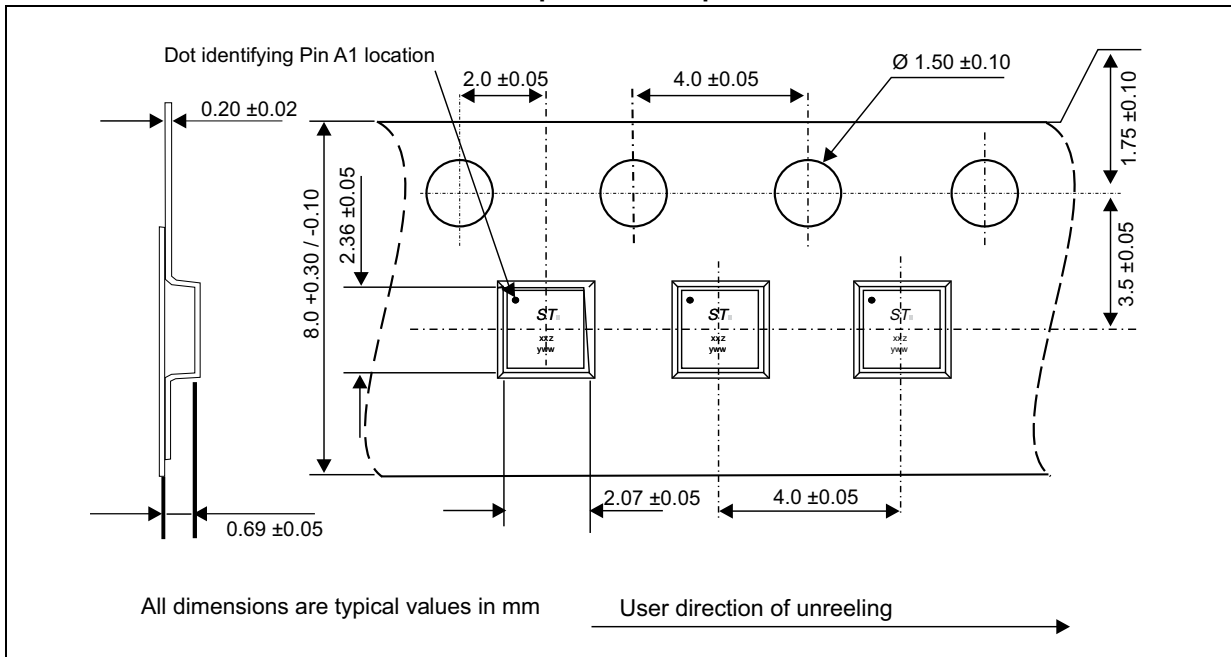 Dot identifying Pin A1 location
2.0 ±0.05
4.0 ±0.05
Ø 1.50 ±0.10
1.75 ±0.10
0.20 ±0.02
8.0 +0.30 / -0.10
2.36 ±0.05
3.5 ±0.05
ST
xxz
yww
ST
xxz
yww
ST
xxz
yww
2.07 ±0.05
4.0 ±0.05
0.69 ±0.05
All dimensions are typical values in mm
User direction of unreeling